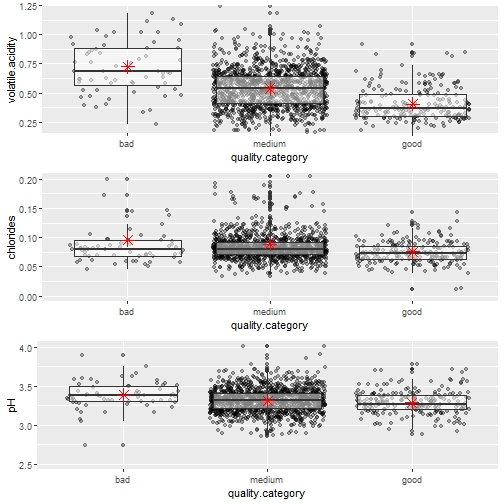 volatile.acidity
1.25
1.00
0.75
0.50
0.25
bad medium good
quality.category
chlorides
0.20
0.15
0.10
0.05
0.00
bad medium good
quality.category
pH
4.0
3.5
3.0
2.5
bad medium good
quality.category